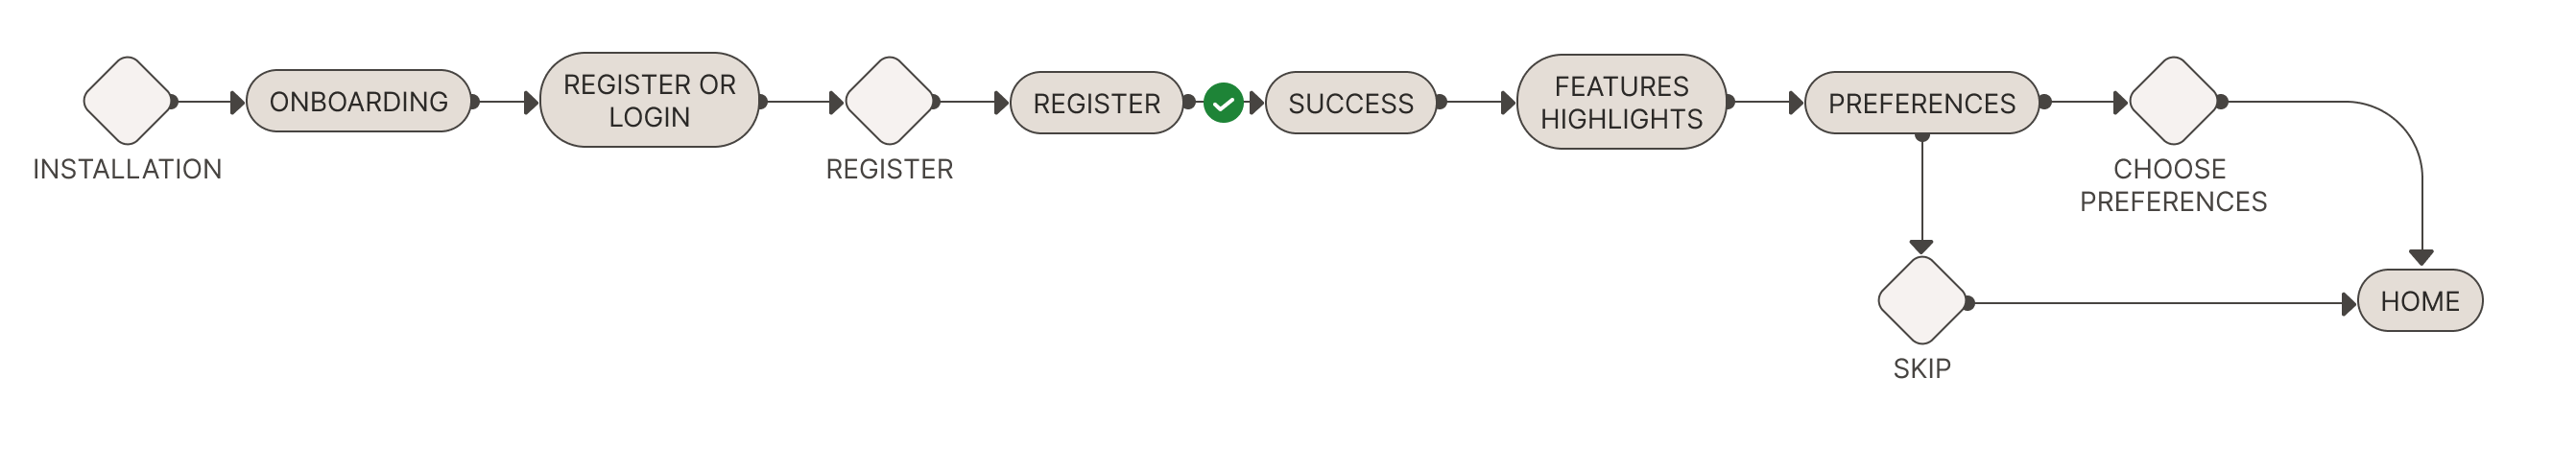 ONBOARDING
REGISTER OR
LOGIN
REGISTER
SUCCESS
FEATURES
HIGHLIGHTS
PREFERENCES
INSTALLATION
REGISTER
CHOOSE
PREFERENCES
HOME
SKIP